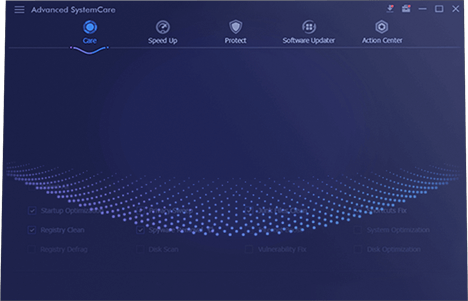 Advanced SystemCare
Care Speed Up Protect Software Updater Action Center
Startup Optimization Fix
Registry Clean System Optimization
Registry Defrag Disk Scan Vulnerability Fix Disk Optimization